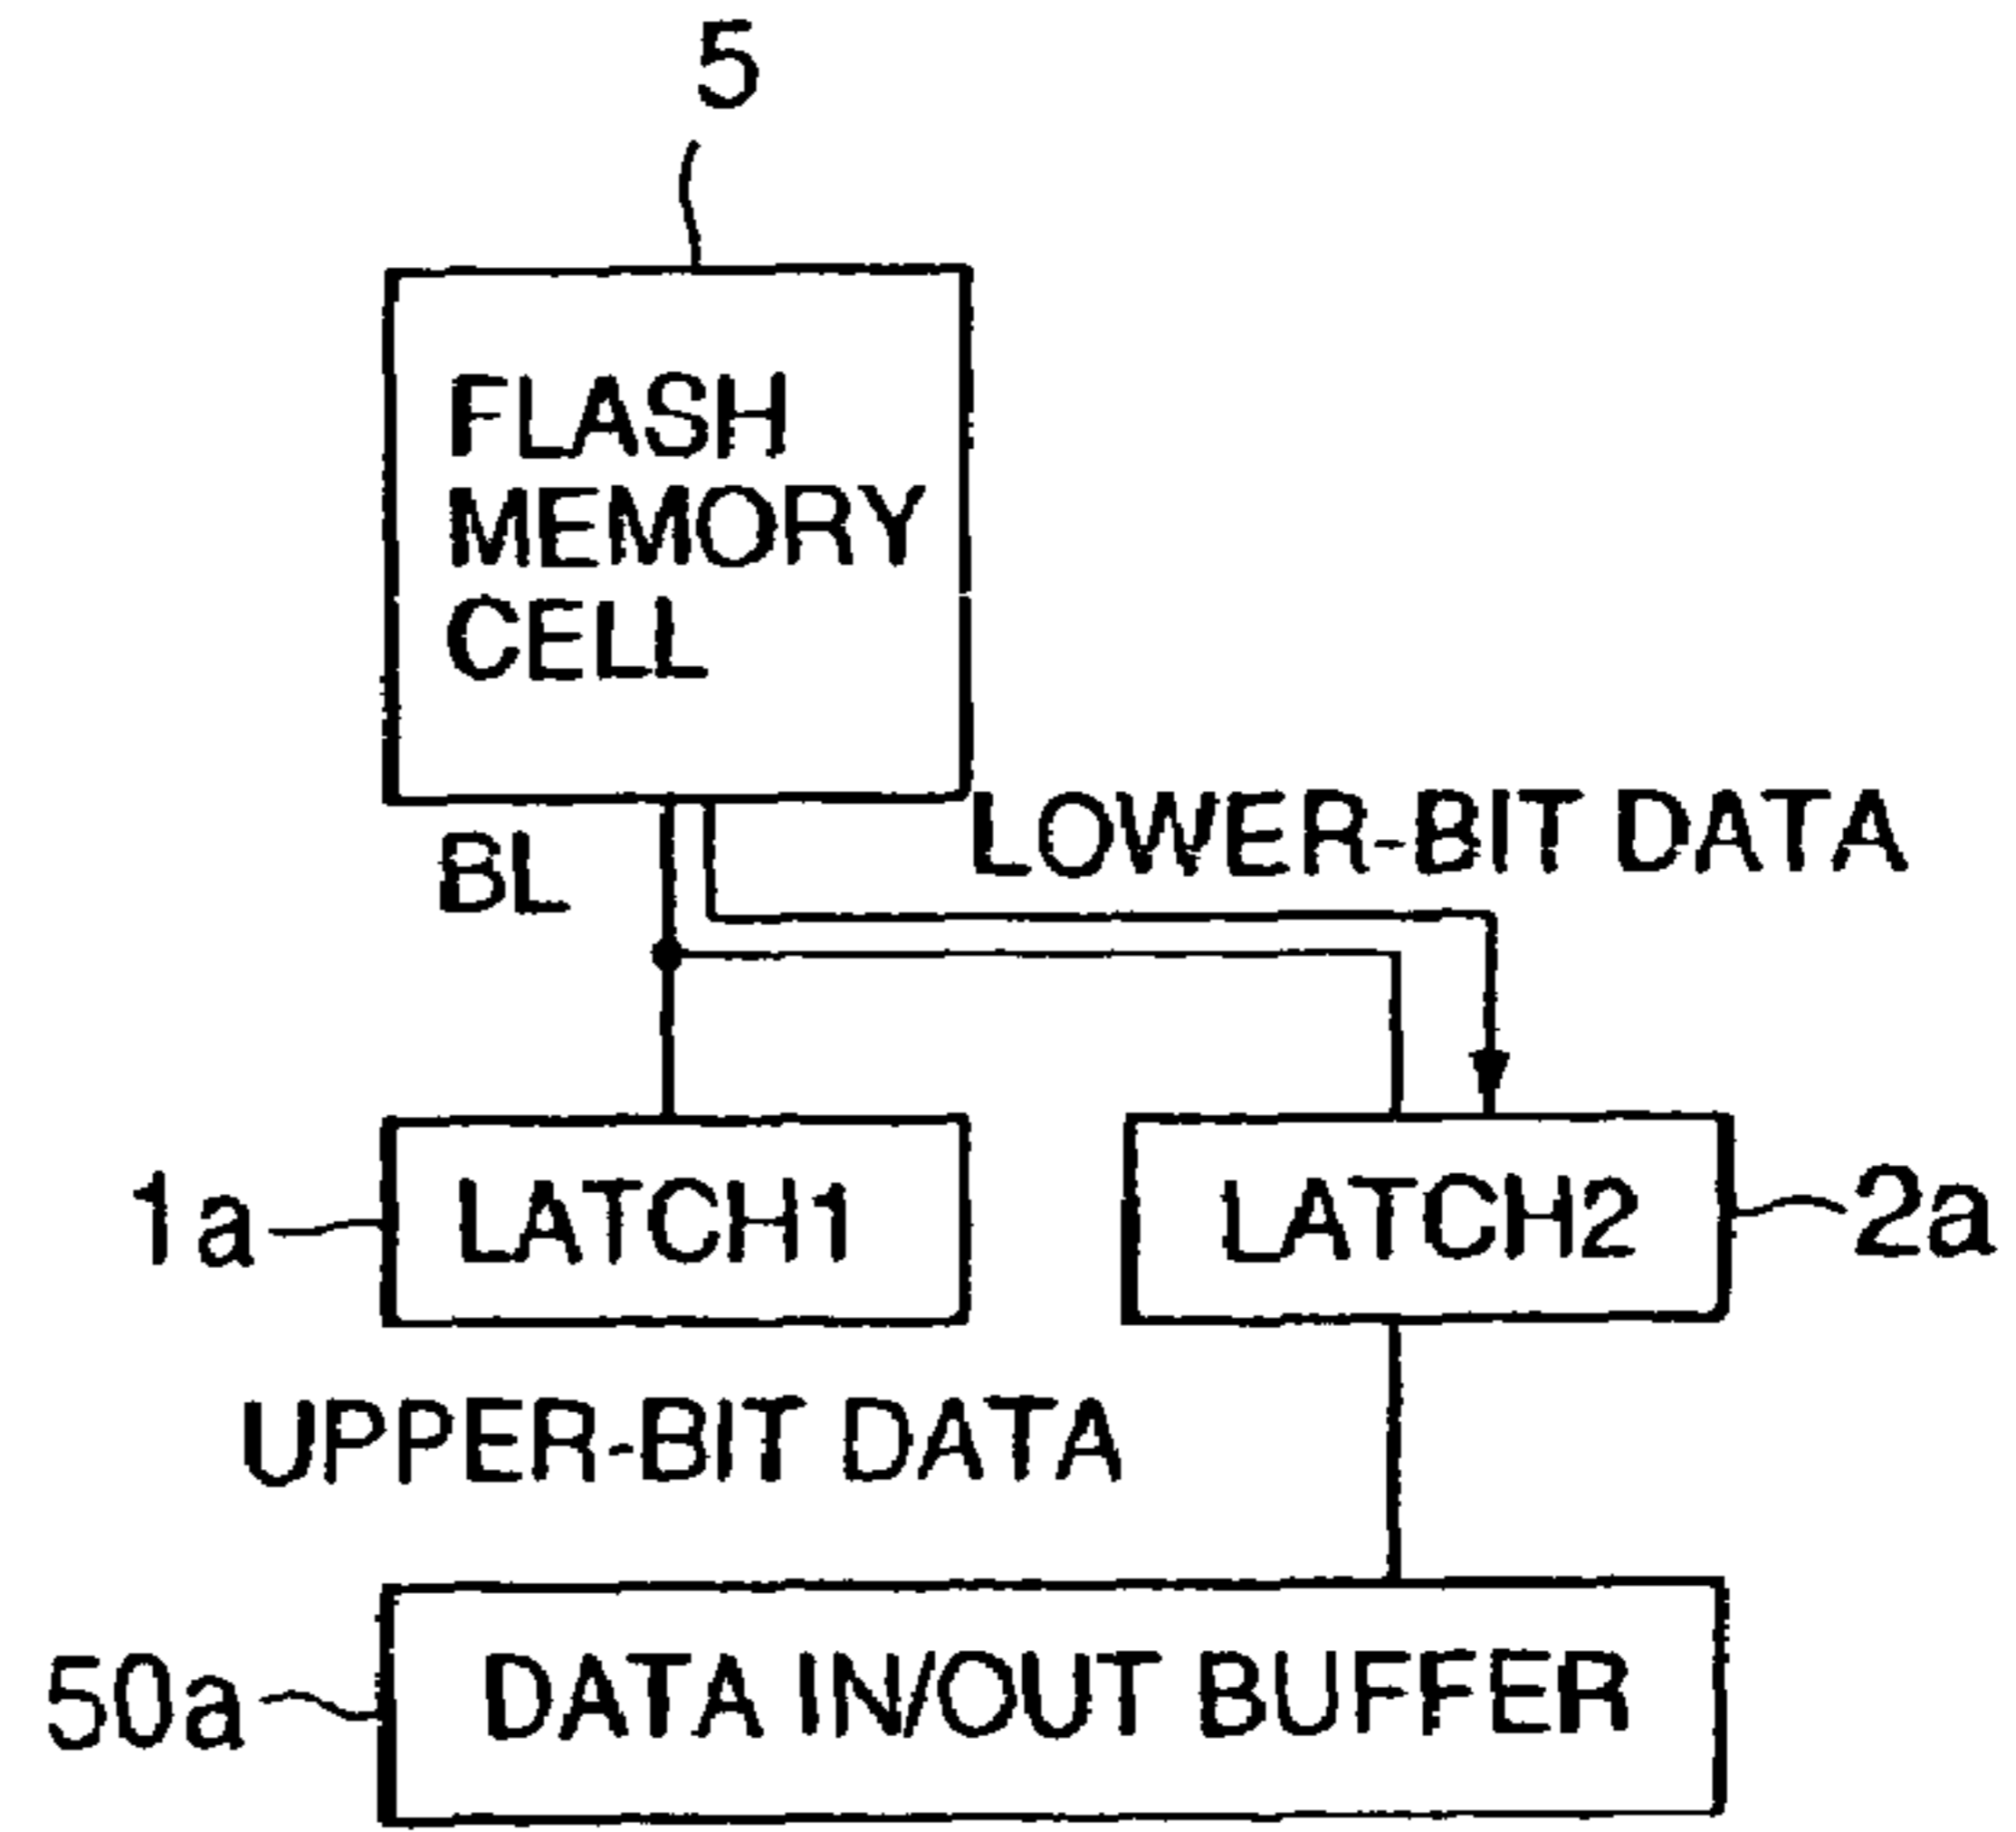 5
FLASH
MEMORY
CELL
BL
LOWER-BIT DATA
1a
LATCH1
LATCH2
2a
UPPER-BIT DATA
50a
DATA IN/OUT BUFFER